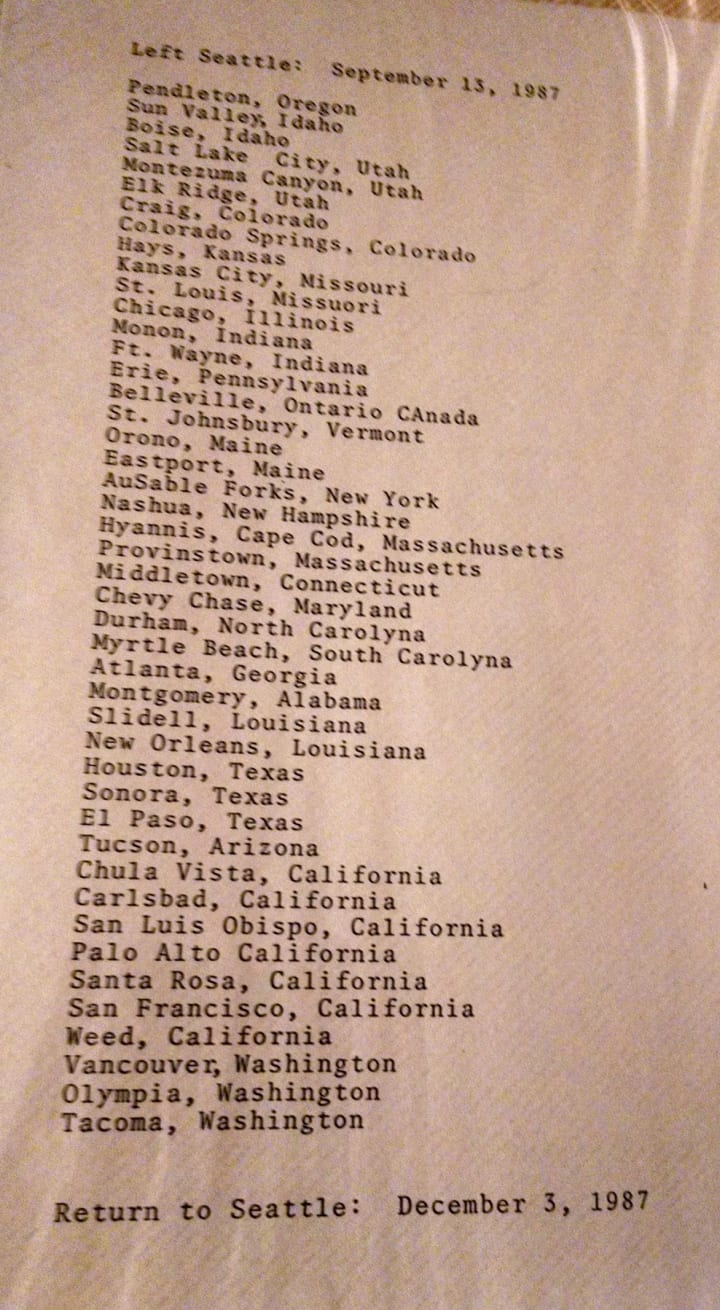 Left Seattle: September 13, 1987
Pendleton, Oregon
Sun Valley, Idaho
Boise, Idaho
Salt Lake City, Utah
Montezuma Canyon, Utah
Elk Ridge, Utah
Craig, Colorado
Colorado Springs, Colorado
Hays, Kansas
Kansas City, Missouri
St. Louis, Missuori
Chicago, Illinois
Monon, Indiana
Ft. Wayne, Indiana
Erie, Pennsylvania
Belleville, Ontario CAnada
St. Johnsbury, Vermont
Orono, Maine
Eastport, Maine
AuSable Forks, New York
Nashua, New Hampshire
Hyannis, Cape Cod, Massachusetts
Provinstown, Massachusetts
Middletown, Connecticut
Chevy Chase, Maryland
Durham, North Carolyna
Myrtle Beach, South Carolyna
Atlanta, Georgia
Montgomery, Alabama
Slidell, Louisiana
New Orleans, Louisiana
Houston, Texas
Sonora, Texas
El Paso, Texas
Tucson, Arizona
Chula Vista, California
Carlsbad, California
San Luis Obispo, California
Palo Alto California
Santa Rosa, California
San Francisco, California
Weed, California
Vancouver, Washington
Olympia, Washington
Tacoma, Washington
Return to Seattle: December 3, 1987